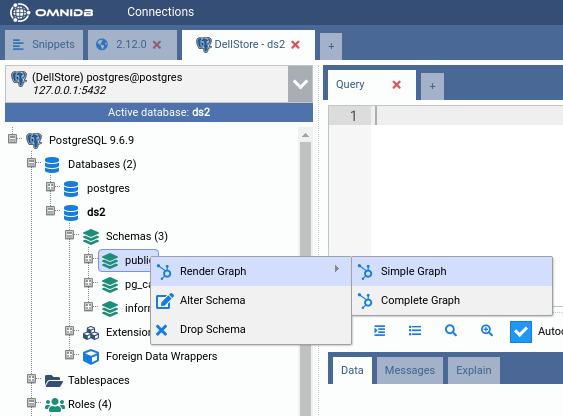 OMNIDB Connections
Snippets 2.12.0 DellStore - ds2 +
(DellStore) postgres@postgres
127.0.0.1:5432
Active database: ds2
PostgreSQL 9.6.9
Databases (2)
postgres
ds2
Schemas (3)
public
pg_ca
inforr
Extension
Foreign Data Wrappers
Tablespaces
Roles (4)
Render Graph
Alter Schema
Drop Schema
Simple Graph
Complete Graph
Query +
1
Autoc
Data Messages Explain